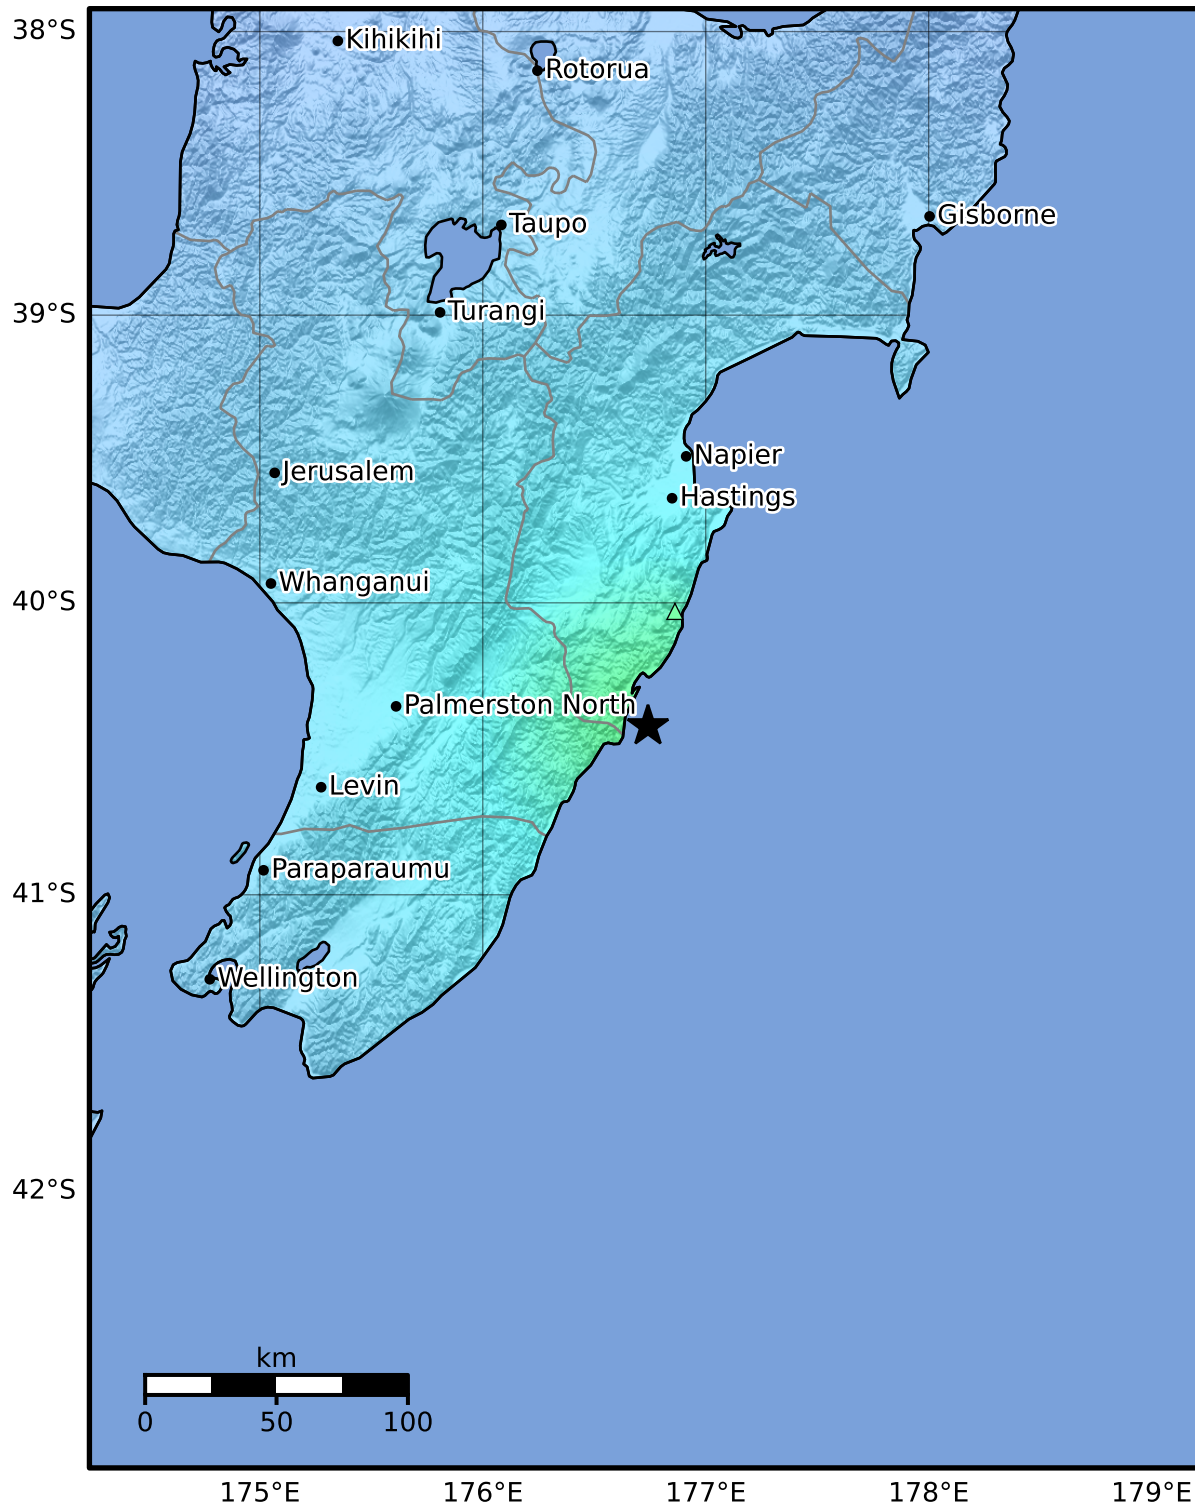 38°S
Kihikihi
Rotorua
Gisborne
Taupo
39°S
Turangi
Napier
Jerusalem
Hastings
Whanganui
40°S
Palmerston North
Levin
Paraparaumu
41°S
Wellington
42°S
km
0 50 100
175°E 176°E 177°E 178°E 179°E